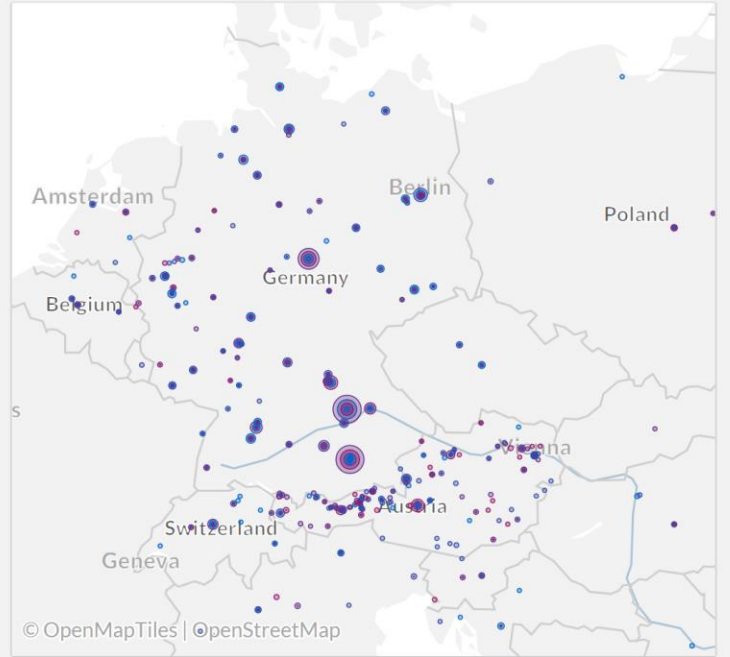 Amsterdam
Berlin
Poland
Germany
Belgium
s
Vienna
Austria
Switzerland
Geneva
© OpenMapTiles | OpenStreetMap